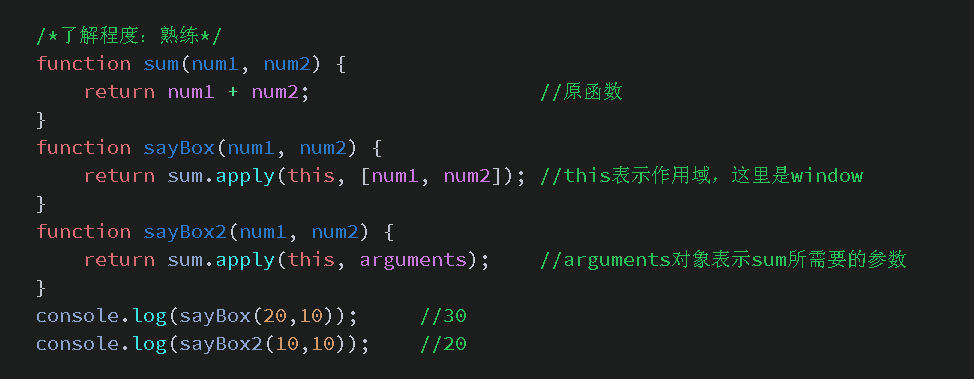 /*了解程度：熟练*/
function sum(num1, num2) {
    return num1 + num2;                   //原函数
}
function sayBox(num1, num2) {
    return sum.apply(this, [num1, num2]); //this表示作用域，这里是window
}
function sayBox2(num1, num2) {
    return sum.apply(this, arguments);    //arguments对象表示sum所需要的参数
}
console.log(sayBox(20,10));     //30
console.log(sayBox2(10,10));    //20